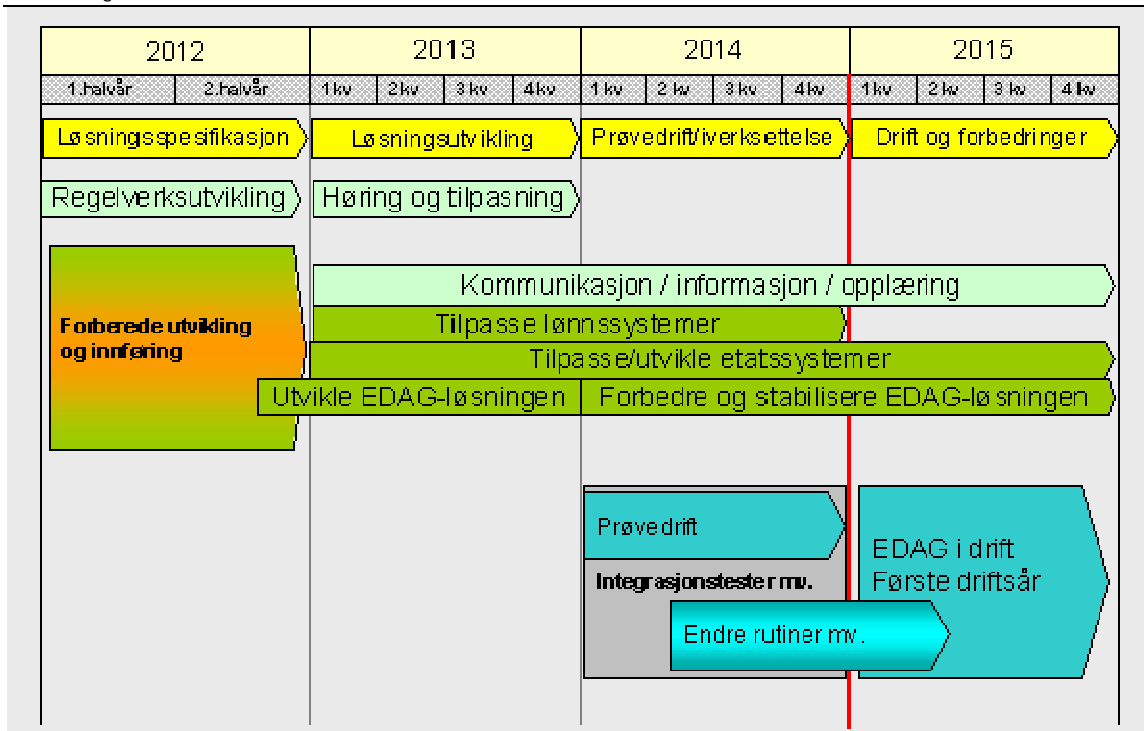 2012 2013 2014 2015
1.halvår 2.halvår 1 kv 2 kv 3 kv 4 kv 1 kv 2 kv 3 kv 4 kv 1 kv 2 kv 3 kv 4 kv
Løsningsspesifikasjon Løsningsutvikling Prøvedrift/iverksettelse Drift og forbedringer
Regelverksutvikling Høring og tilpasning
Kommunikasjon / informasjon / opplæring
Forberede utvikling
og innføring
Tilpasse lønnssystemer
Tilpasse/utvikle etatssystemer
Utvikle EDAG-løsningen Forbedre og stabilisere EDAG-løsningen
Prøvedrift
Integrasjonstester mv.
EDAG i drift
Første driftsår
Endre rutiner mv.